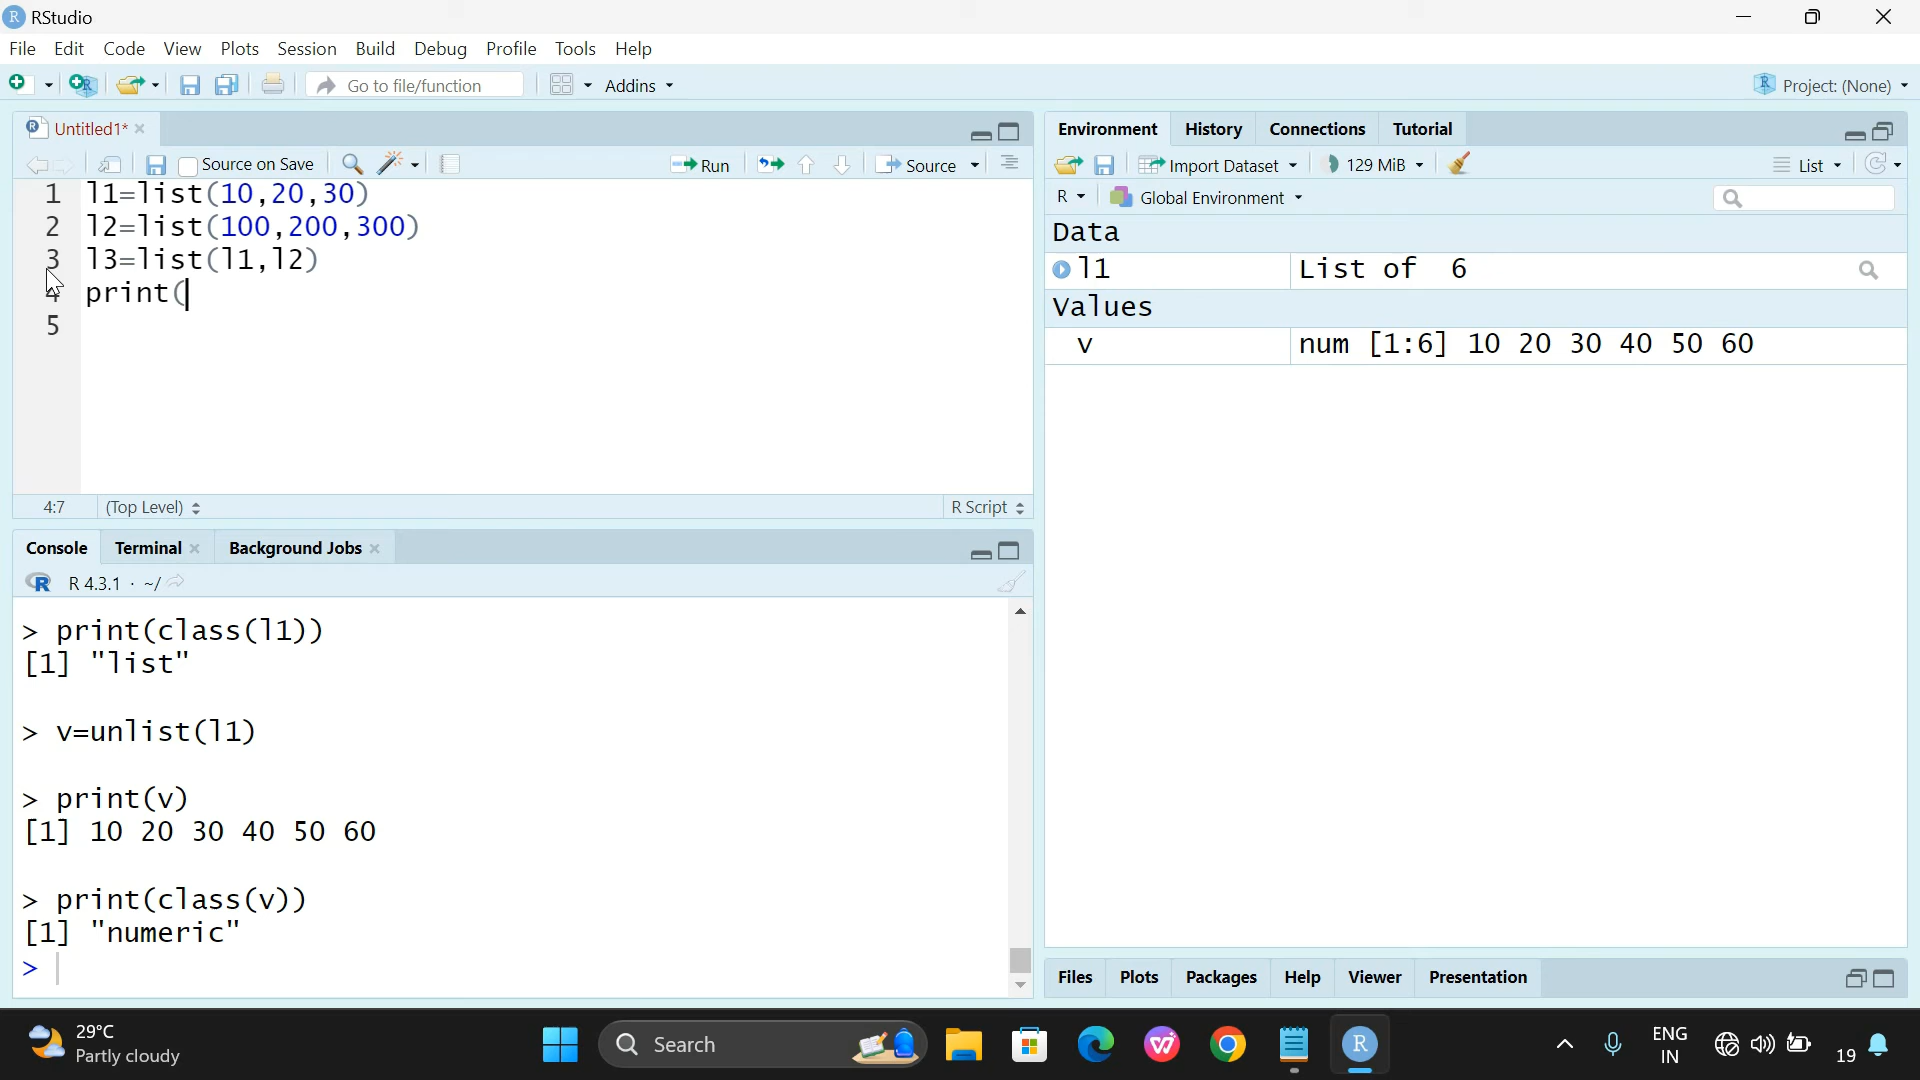 RStudio
File Edit Code View Plots Session Build Debug Profile Tools Help
Go to file/function Addins Project: (None)
Untitled1*
Source on Save Run Source
1 l1=list(10,20,30)
2 l2=list(100,200,300)
3 l3=list(l1,l2)
4 print(
5
4:7 (Top Level) R Script
Console Terminal Background Jobs
R 4.3.1 · ~/
> print(class(l1))
[1] "list"
> v=unlist(l1)
> print(v)
[1] 10 20 30 40 50 60
> print(class(v))
[1] "numeric"
>
Environment History Connections Tutorial
Import Dataset 129 MiB List
R Global Environment
Data
l1 List of 6
Values
v num [1:6] 10 20 30 40 50 60
Files Plots Packages Help Viewer Presentation
29°C
Partly cloudy
Search
ENG
IN
19